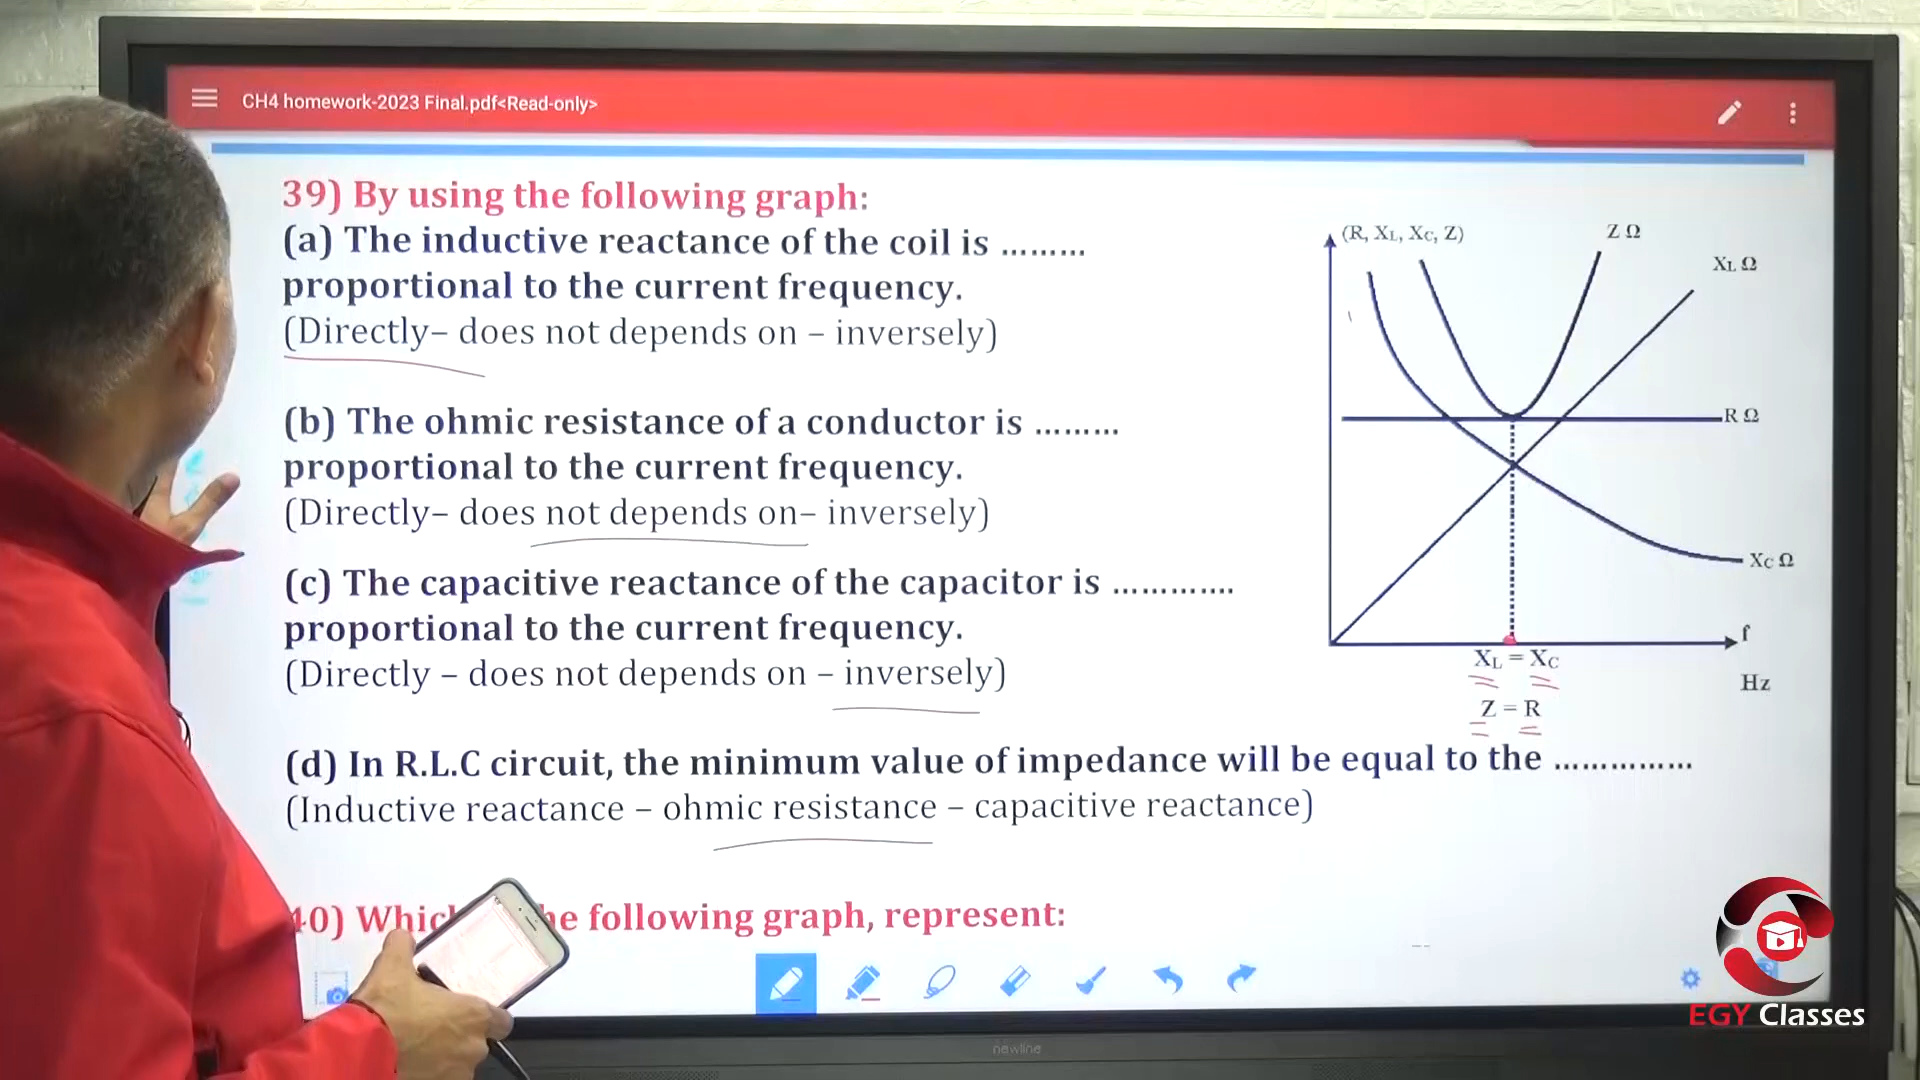 CH4 homework-2023 Final.pdf<Read-only>
39) By using the following graph:
(a) The inductive reactance of the coil is .........
proportional to the current frequency.
(Directly– does not depends on – inversely)
(b) The ohmic resistance of a conductor is .........
proportional to the current frequency.
(Directly– does not depends on– inversely)
(c) The capacitive reactance of the capacitor is .............
proportional to the current frequency.
(Directly – does not depends on – inversely)
(d) In R.L.C circuit, the minimum value of impedance will be equal to the ...............
(Inductive reactance – ohmic resistance – capacitive reactance)
40) he following graph, represent:
(R, XL, XC, Z)
Z Ω
XL Ω
R Ω
XC Ω
f
Hz
XL = XC
Z = R
EGY Classes
newline